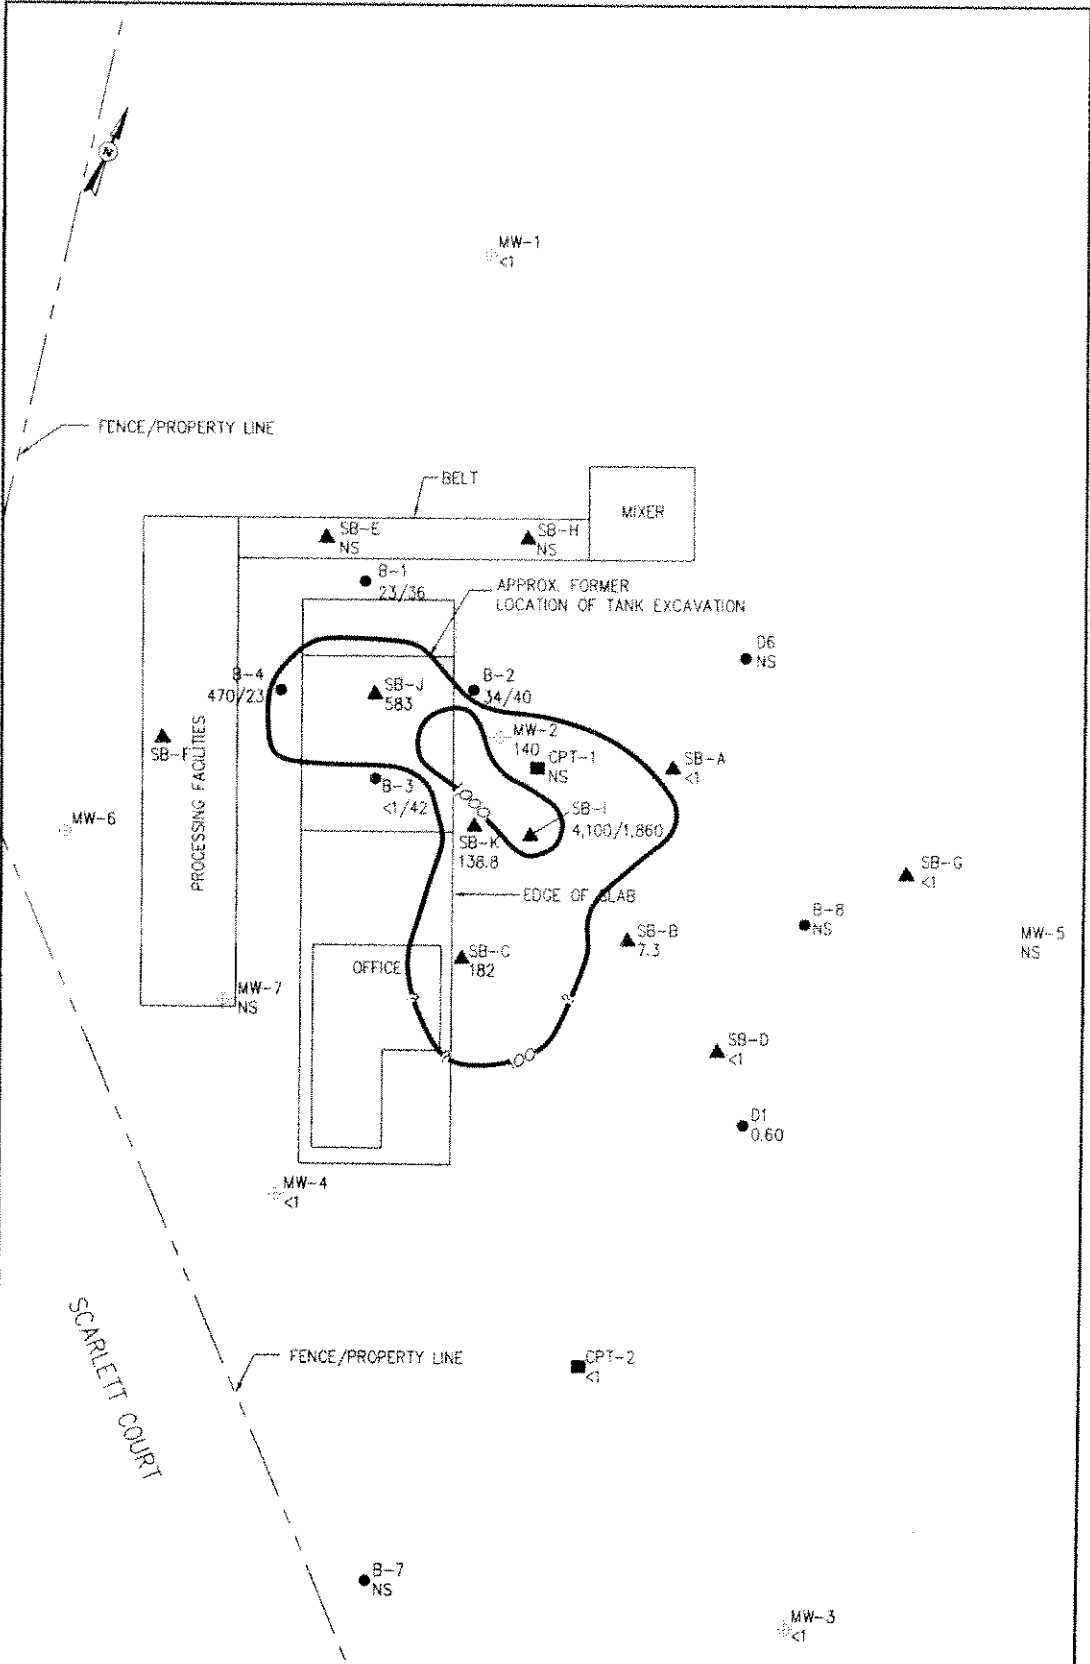 N
MW-1
<1
FENCE/PROPERTY LINE
BELT
MIXER
SB-E
NS
SB-H
NS
B-1
23/36
APPROX. FORMER
LOCATION OF TANK EXCAVATION
D6
NS
B-4
470/23
SB-J
583
B-2
34/40
MW-2
140
CPT-1
NS
SB-A
<1
SB-F
PROCESSING FACILITIES
B-3
<1/42
1000
SB-I
4,100/1,860
MW-6
SB-K
138.8
SB-G
<1
EDGE OF SLAB
B-8
NS
SB-B
7.3
MW-5
NS
SB-C
182
OFFICE
MW-7
NS
?
?
?
100
SB-D
<1
D1
0.60
MW-4
<1
SCARLETT COURT
FENCE/PROPERTY LINE
CPT-2
<1
B-7
NS
MW-3
<1